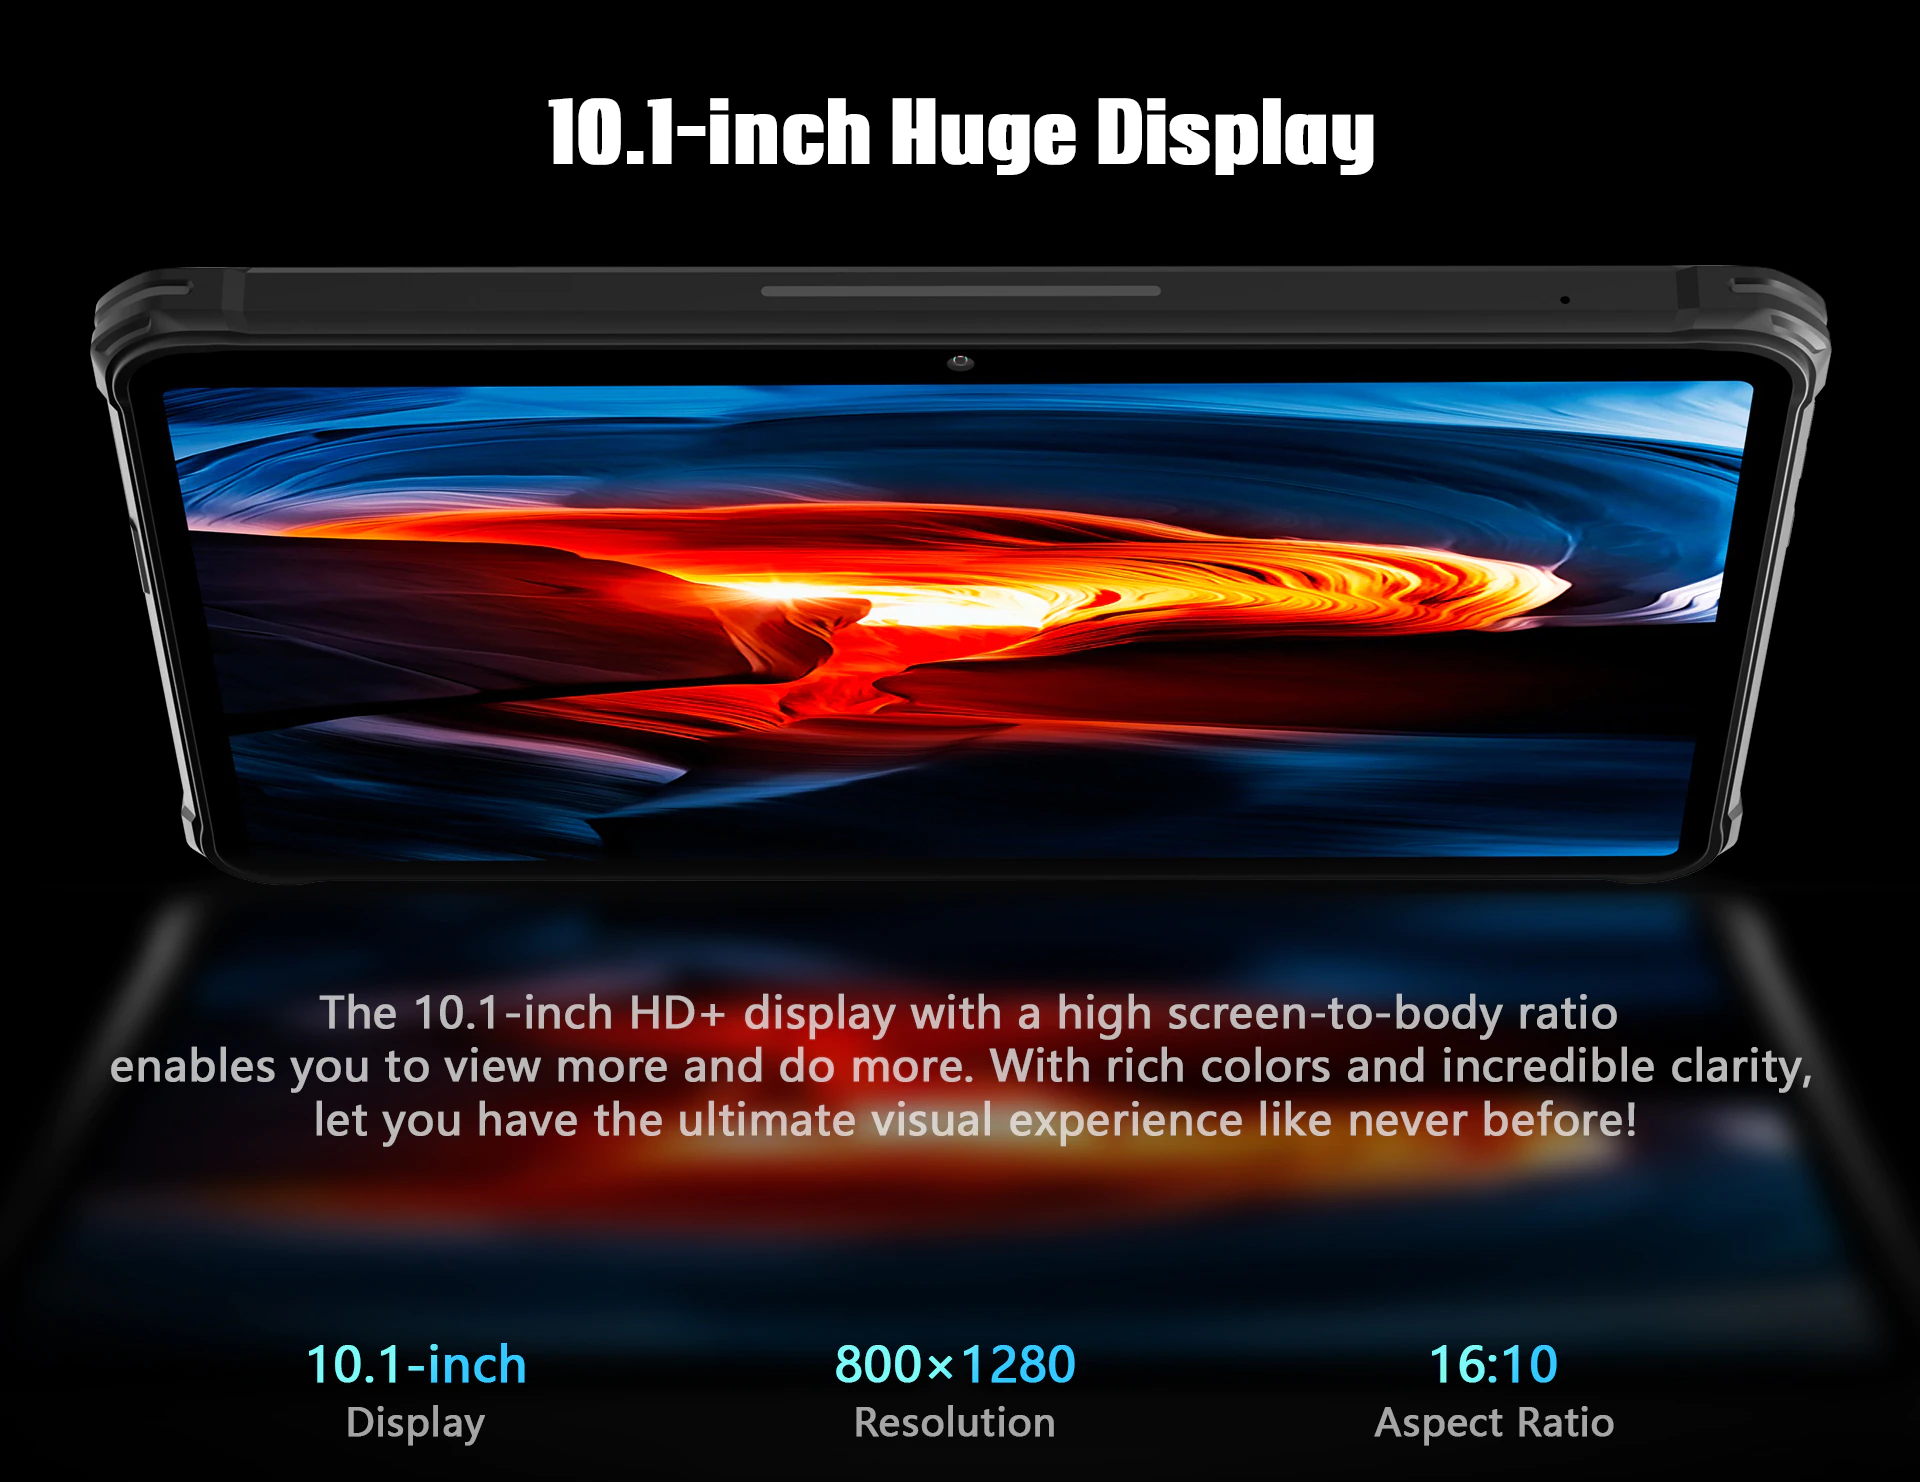 10.1-inch Huge Display
The 10.1-inch HD+ display with a high screen-to-body ratio
enables you to view more and do more. With rich colors and incredible clarity,
let you have the ultimate visual experience like never before!
10.1-inch
Display
800×1280
Resolution
16:10
Aspect Ratio